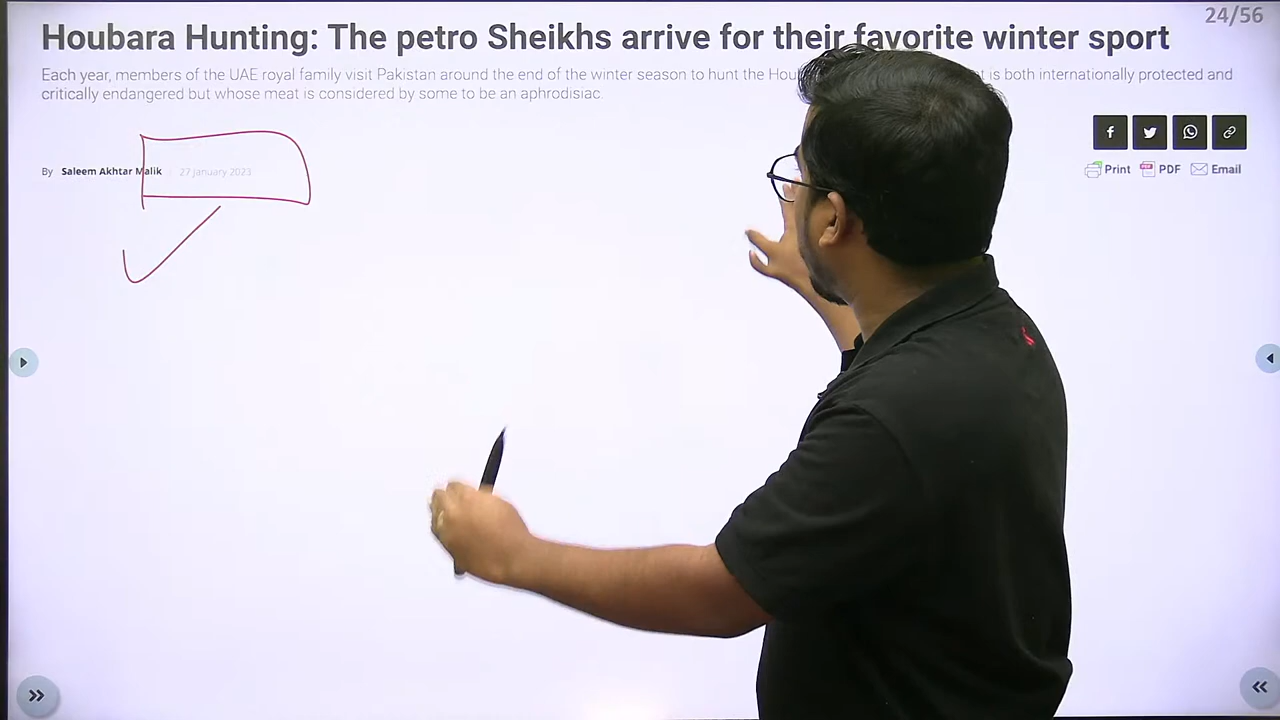 24/56
Houbara Hunting: The petro Sheikhs arrive for their favorite winter sport
Each year, members of the UAE royal family visit Pakistan around the end of the winter season to hunt the is both internationally protected and
critically endangered but whose meat is considered by some to be an aphrodisiac.
By Saleem Akhtar Malik 27 January 2023
Print PDF Email